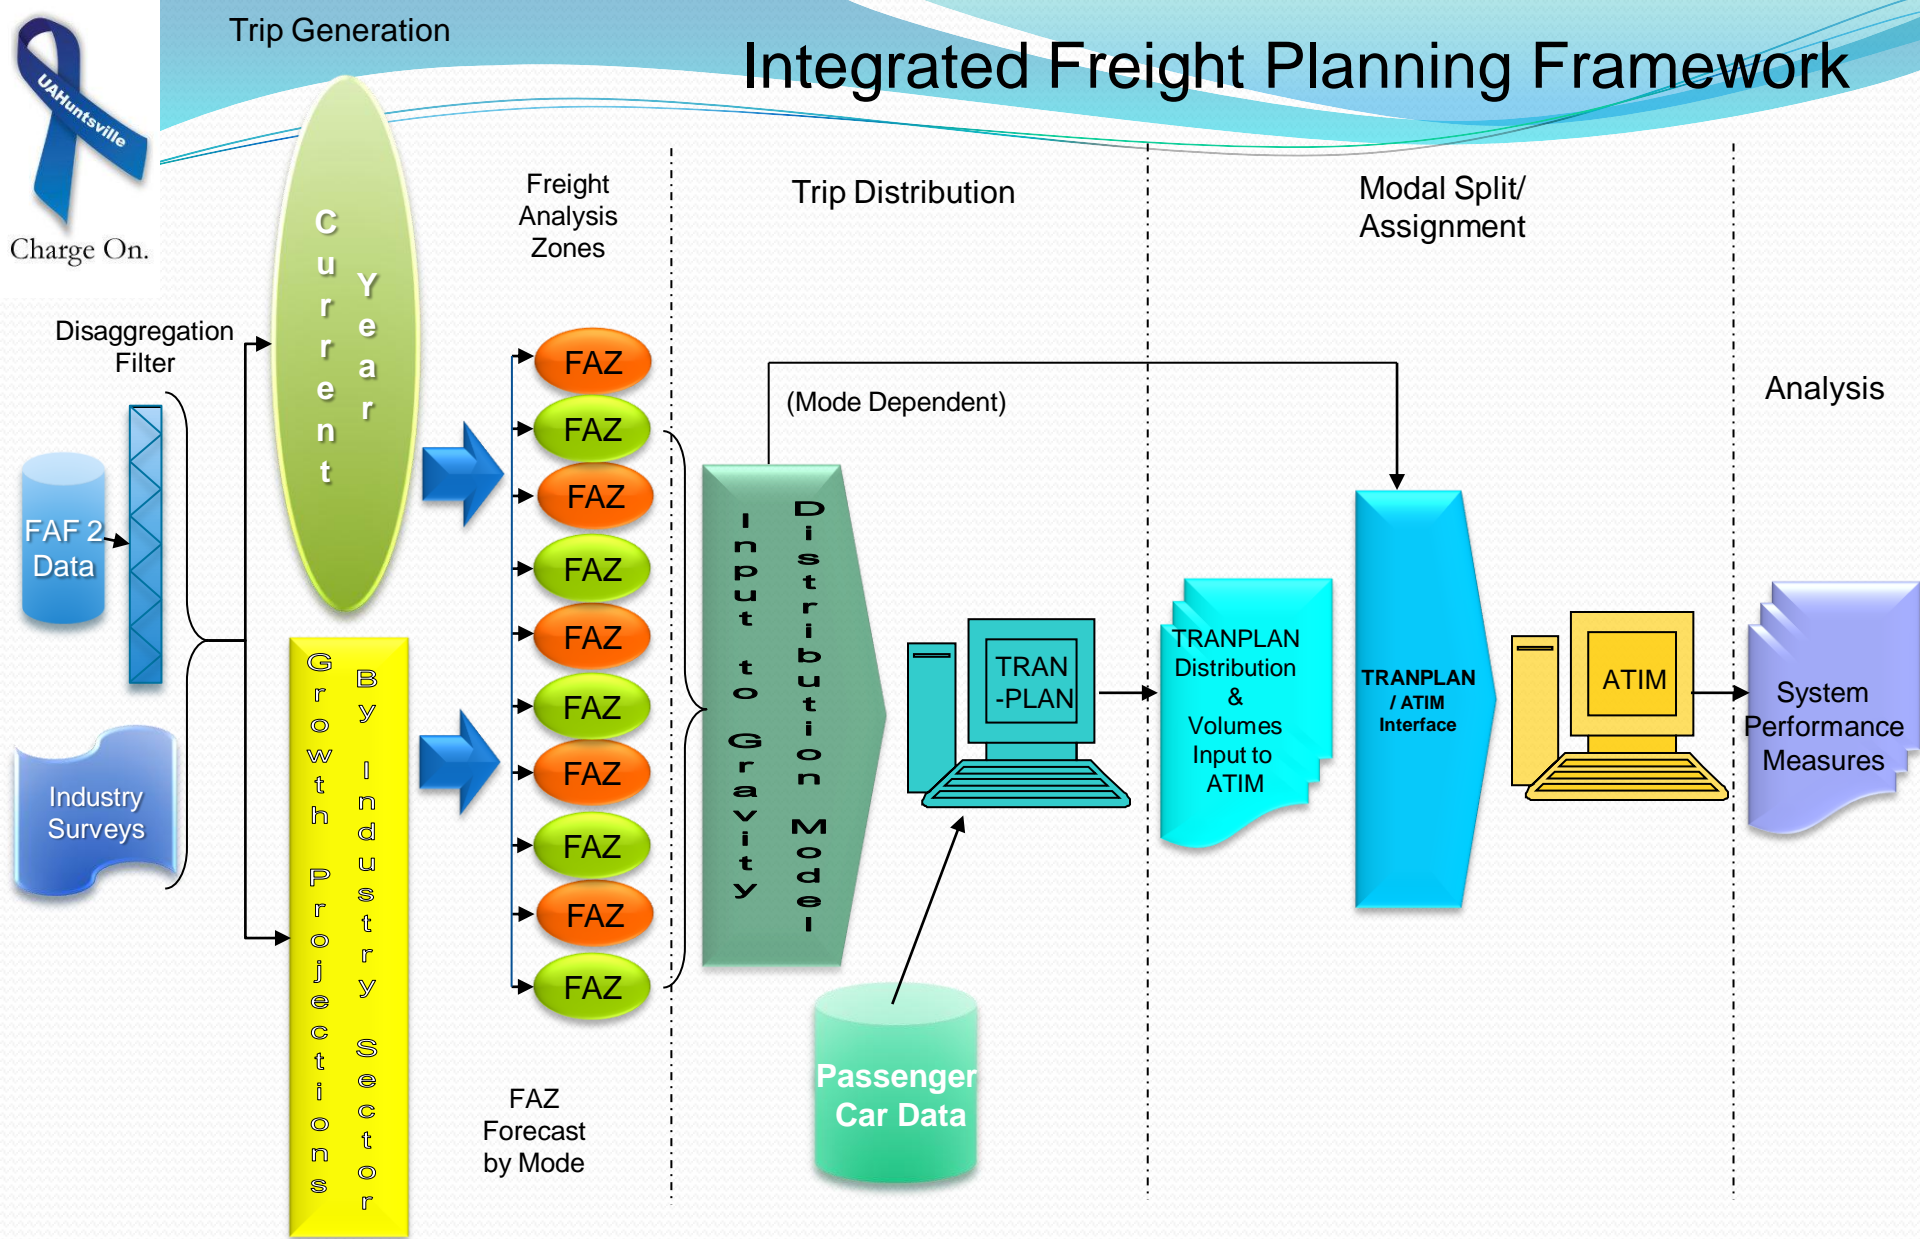 Trip Generation
Integrated Freight Planning Framework
UAHuntsville
Charge On.
Freight
Analysis
Zones
Trip Distribution
Modal Split/
Assignment
Analysis
Disaggregation
Filter
FAF 2
Data
Industry
Surveys
Current
Year
Growth Projections
By Industry Sector
FAZ
FAZ
FAZ
FAZ
FAZ
FAZ
FAZ
FAZ
FAZ
FAZ
FAZ
Forecast
by Mode
(Mode Dependent)
Input to Gravity
Distribution Model
TRAN
-PLAN
Passenger
Car Data
TRANPLAN
Distribution
&
Volumes
Input to
ATIM
TRANPLAN
/ ATIM
Interface
ATIM
System
Performance
Measures